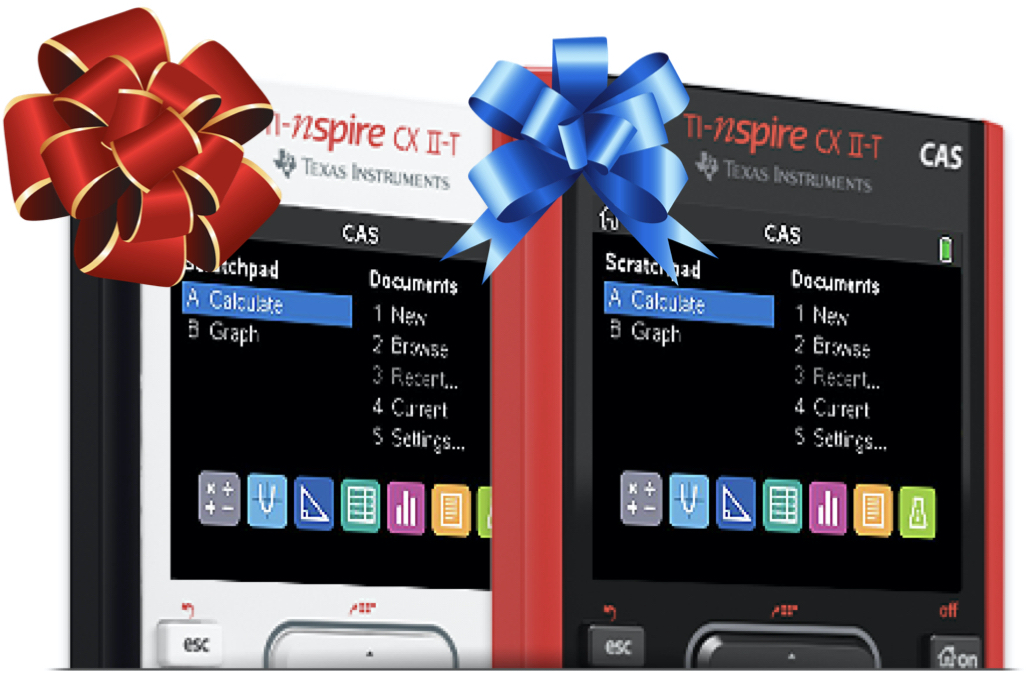 TI-nspire CX II-T
TEXAS INSTRUMENTS
CAS
Scratchpad
A Calculate
B Graph
Documents
1 New
2 Browse
3 Recent...
4 Current
5 Settings...
esc
TI-nspire CX II-T
CAS
TEXAS INSTRUMENTS
CAS
Scratchpad
A Calculate
B Graph
Documents
1 New
2 Browse
3 Recent...
4 Current
5 Settings...
off
esc
on